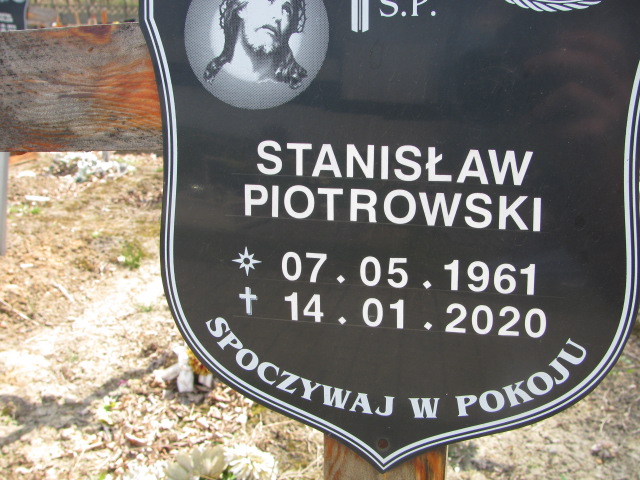 Ś.P.
STANISŁAW
PIOTROWSKI
07.05.1961
14.01.2020
SPOCZYWAJ W POKOJU